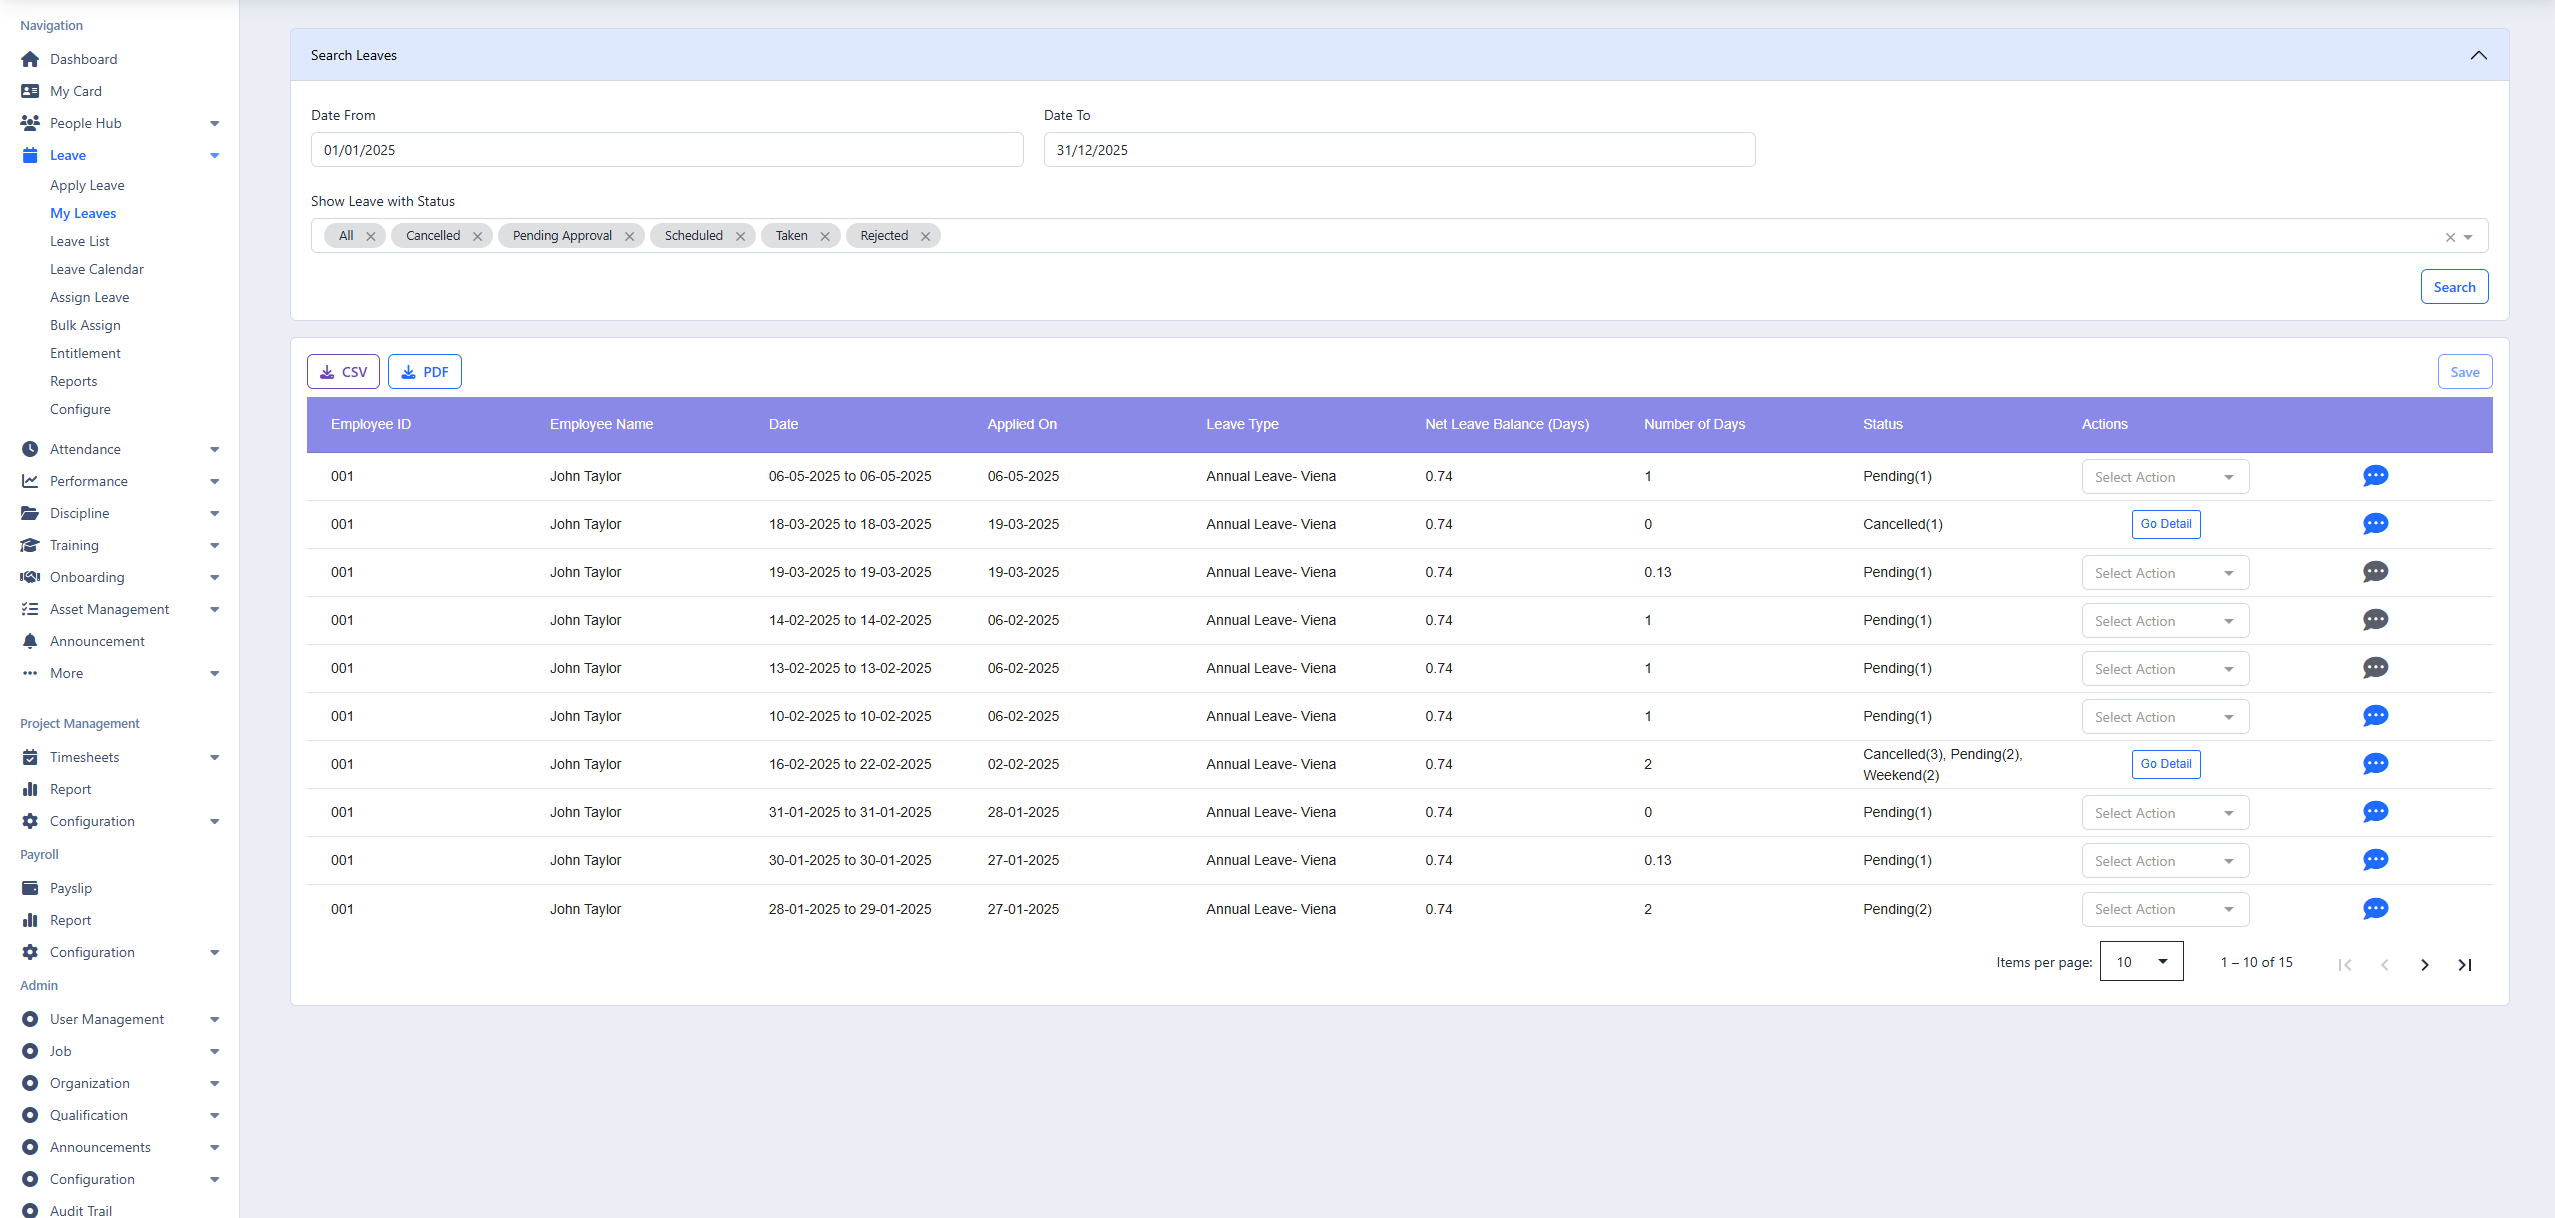 Navigation
Dashboard
My Card
People Hub
Leave
Apply Leave
My Leaves
Leave List
Leave Calendar
Assign Leave
Bulk Assign
Entitlement
Reports
Configure
Attendance
Performance
Discipline
Training
Onboarding
Asset Management
Announcement
More
Project Management
Timesheets
Report
Configuration
Payroll
Payslip
Report
Configuration
Admin
User Management
Job
Organization
Qualification
Announcements
Configuration
Audit Trail
Search Leaves
Date From Date To
01/01/2025 31/12/2025
Show Leave with Status
All Cancelled Pending Approval Scheduled Taken Rejected
Search
CSV PDF Save
Employee ID Employee Name Date Applied On Leave Type Net Leave Balance (Days) Number of Days Status Actions
001 John Taylor 06-05-2025 to 06-05-2025 06-05-2025 Annual Leave- Viena 0.74 1 Pending(1) Select Action
001 John Taylor 18-03-2025 to 18-03-2025 19-03-2025 Annual Leave- Viena 0.74 0 Cancelled(1) Go Detail
001 John Taylor 19-03-2025 to 19-03-2025 19-03-2025 Annual Leave- Viena 0.74 0.13 Pending(1) Select Action
001 John Taylor 14-02-2025 to 14-02-2025 06-02-2025 Annual Leave- Viena 0.74 1 Pending(1) Select Action
001 John Taylor 13-02-2025 to 13-02-2025 06-02-2025 Annual Leave- Viena 0.74 1 Pending(1) Select Action
001 John Taylor 10-02-2025 to 10-02-2025 06-02-2025 Annual Leave- Viena 0.74 1 Pending(1) Select Action
001 John Taylor 16-02-2025 to 22-02-2025 02-02-2025 Annual Leave- Viena 0.74 2 Cancelled(3), Pending(2), Go Detail
Weekend(2)
001 John Taylor 31-01-2025 to 31-01-2025 28-01-2025 Annual Leave- Viena 0.74 0 Pending(1) Select Action
001 John Taylor 30-01-2025 to 30-01-2025 27-01-2025 Annual Leave- Viena 0.74 0.13 Pending(1) Select Action
001 John Taylor 28-01-2025 to 29-01-2025 27-01-2025 Annual Leave- Viena 0.74 2 Pending(2) Select Action
Items per page: 10 1 – 10 of 15